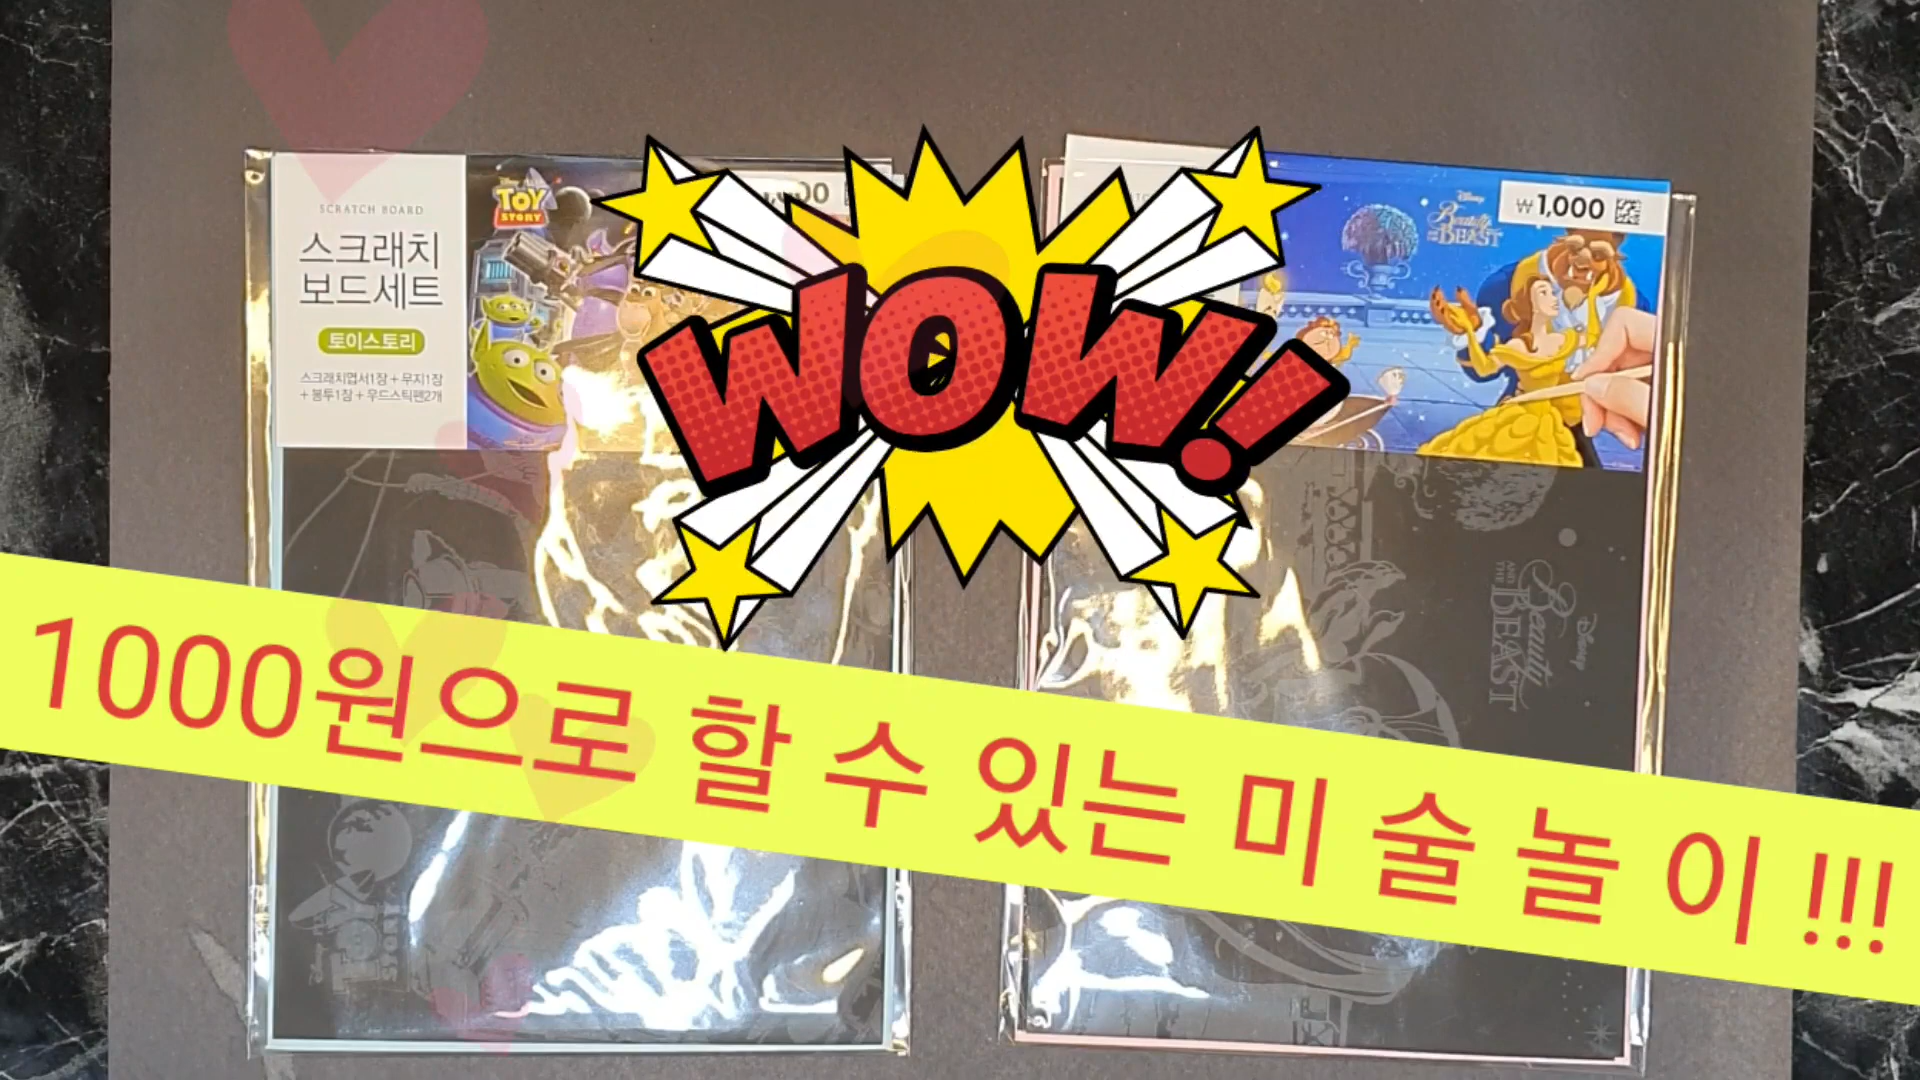 SCRATCH BOARD
스크래치
보드세트
토이스토리
스크래치엽서1장 + 무지1장
+ 봉투1장 + 우드스틱펜2개
Disney
TOY
STORY
Disney
Beauty
AND THE BEAST
₩1,000
WOW!
Disney
Beauty
AND
THE
BEAST
1000원으로 할 수 있는 미 술 놀 이 !!!